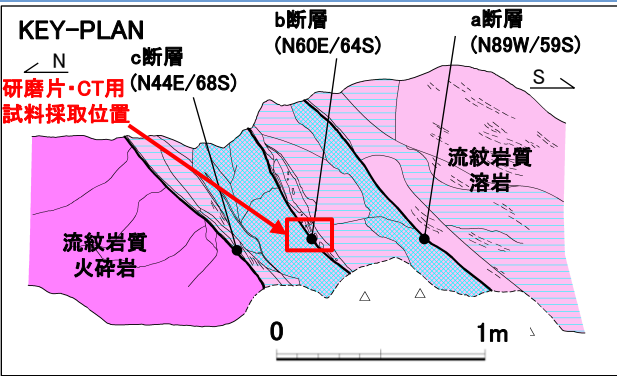 KEY-PLAN
N
研磨片・CT用
試料採取位置
c断層
(N44E/68S)
b断層
(N60E/64S)
a断層
(N89W/59S)
S
流紋岩質
溶岩
流紋岩質
火砕岩
0
1m